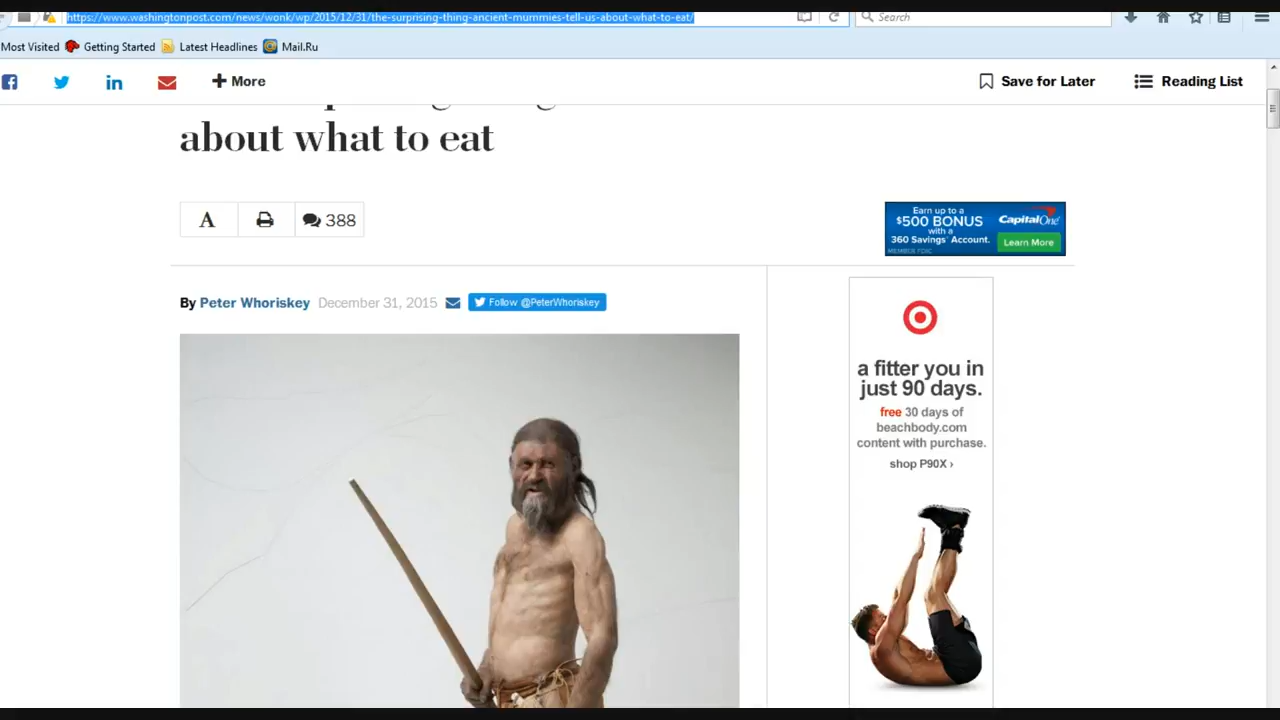 https://www.washingtonpost.com/news/wonk/wp/2015/12/31/the-surprising-thing-ancient-mummies-tell-us-about-what-to-eat/
Search
Most Visited Getting Started Latest Headlines Mail.Ru
More
Save for Later
Reading List
about what to eat
A
388
Earn up to a
$500 BONUS
with a
360 Savings Account.
Capital One
Learn More
MEMBER FDIC
By Peter Whoriskey December 31, 2015 Follow @PeterWhoriskey
a fitter you in
just 90 days.
free 30 days of
beachbody.com
content with purchase.
shop P90X ›